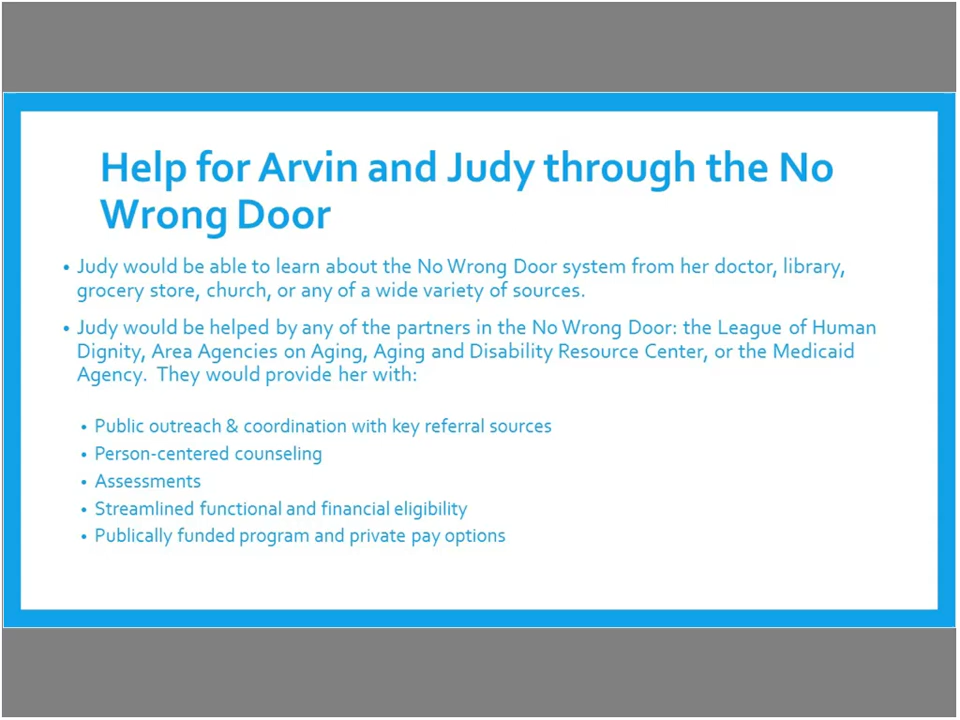 Help for Arvin and Judy through the No
Wrong Door
• Judy would be able to learn about the No Wrong Door system from her doctor, library,
grocery store, church, or any of a wide variety of sources.
• Judy would be helped by any of the partners in the No Wrong Door: the League of Human
Dignity, Area Agencies on Aging, Aging and Disability Resource Center, or the Medicaid
Agency. They would provide her with:
• Public outreach & coordination with key referral sources
• Person-centered counseling
• Assessments
• Streamlined functional and financial eligibility
• Publically funded program and private pay options